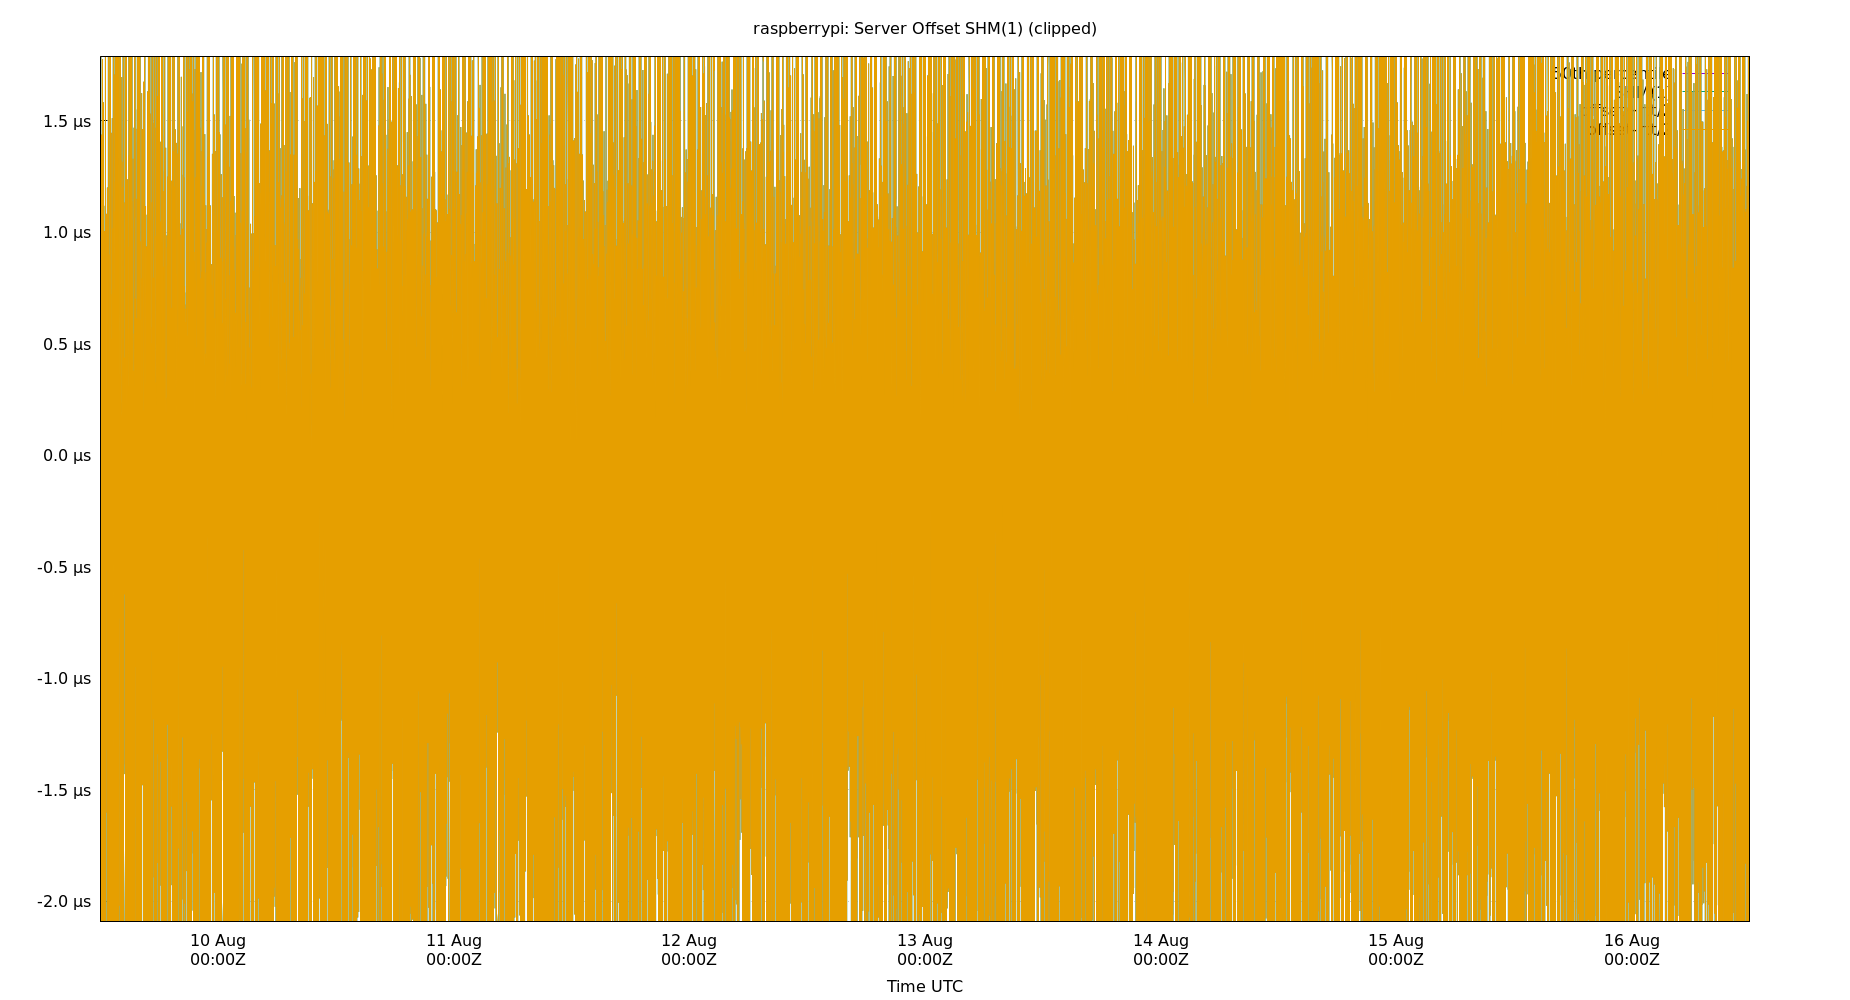 raspberrypi: Server Offset SHM(1) (clipped)
50th percentile
1.5 µs
1.0 µs
0.5 µs
0.0 µs
-0.5 µs
-1.0 µs
-1.5 µs
-2.0 µs
10 Aug 11 Aug 12 Aug 13 Aug 14 Aug 15 Aug 16 Aug
00:00Z 00:00Z 00:00Z 00:00Z 00:00Z 00:00Z 00:00Z
Time UTC